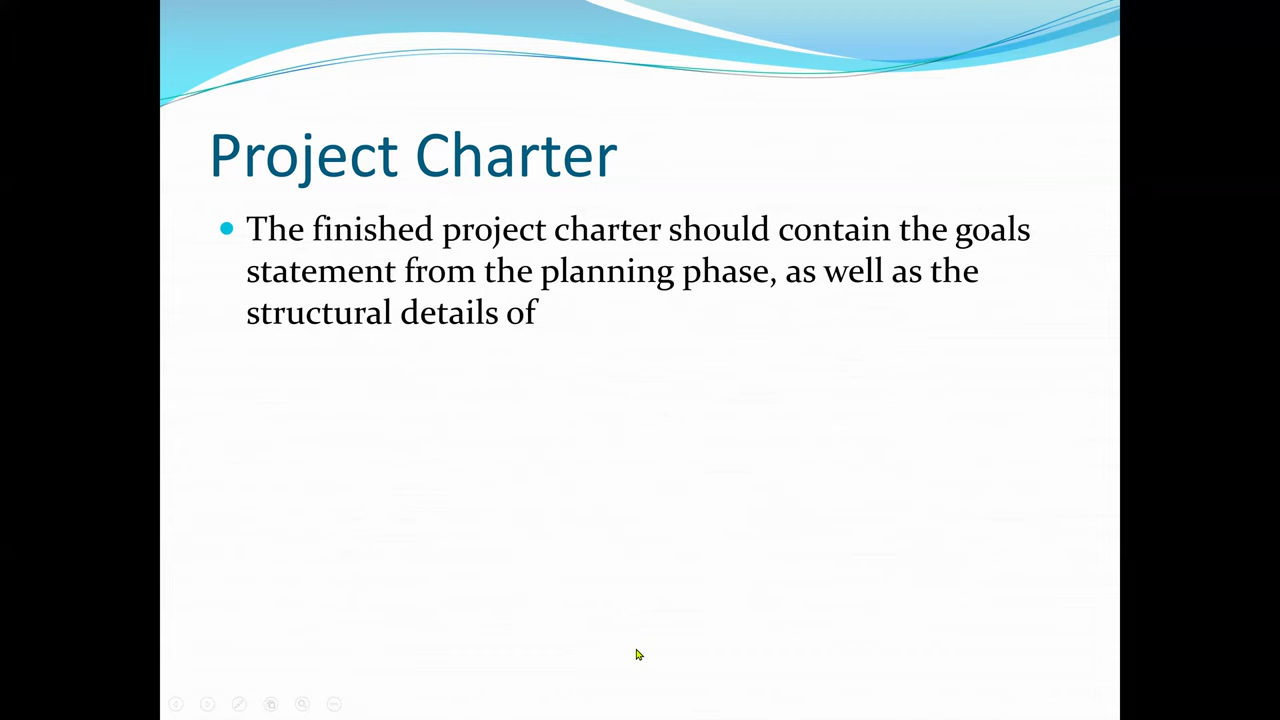 Project Charter
The finished project charter should contain the goals
statement from the planning phase, as well as the
structural details of